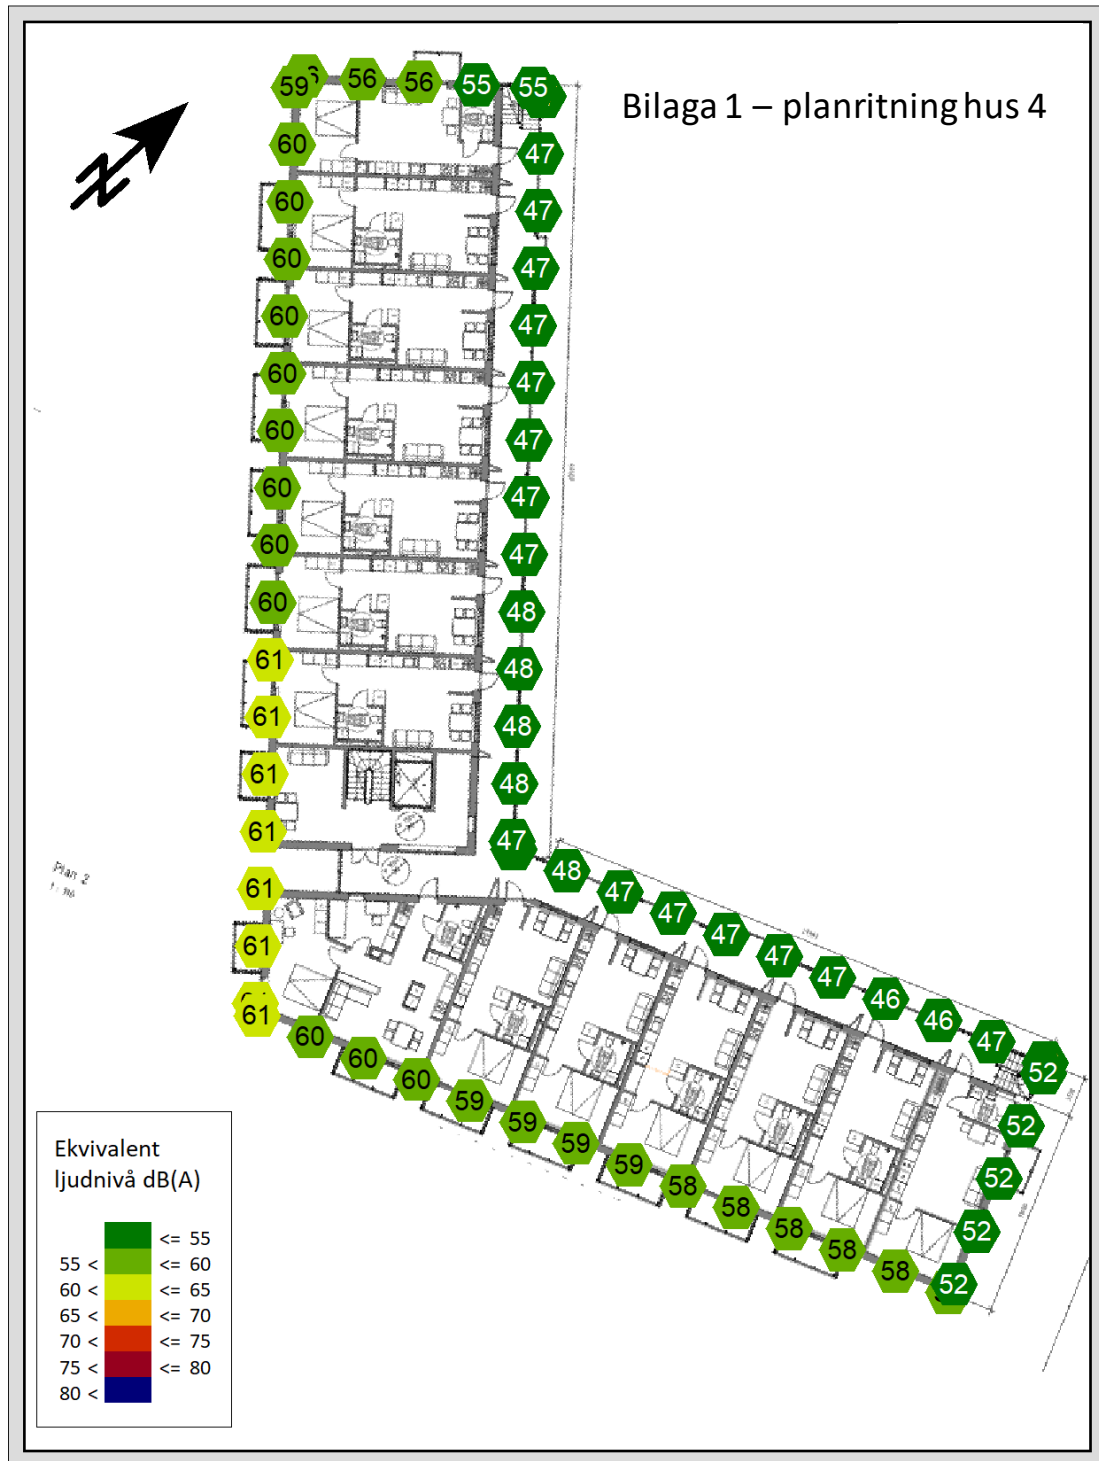 Bilaga 1 – planritning hus 4
59 56 56 55 55
60 47
60 47
60 47
60 47
60 47
60 47
60 47
60 47
60 48
61 48
61 48
61 48
61 47
61 48 47 47 47 47 47 46 46 47 52
61
61
60 60 60 59 59 59 59 58 58 58 58 58
52
52
52
52
Plan 2
Ekvivalent
ljudnivå dB(A)
<= 55
55 < <= 60
60 < <= 65
65 < <= 70
70 < <= 75
75 < <= 80
80 <